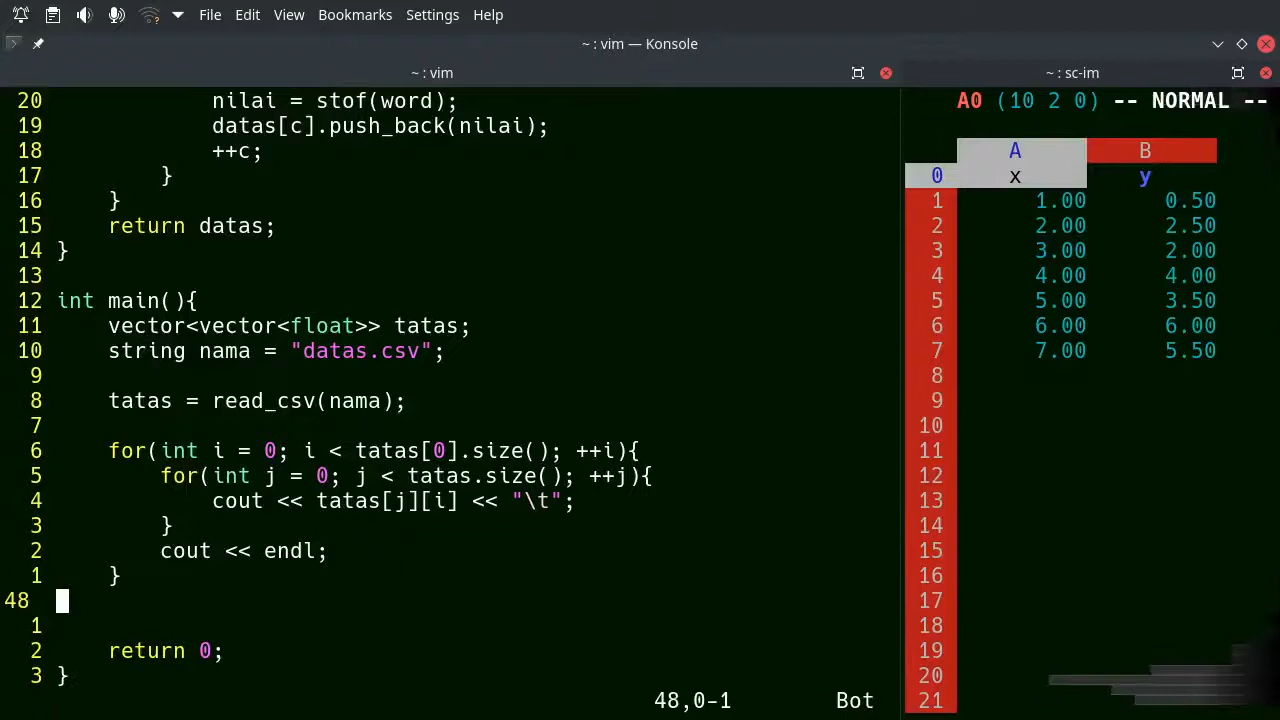 File Edit View Bookmarks Settings Help
~ : vim — Konsole
~ : vim
20             nilai = stof(word);
19             datas[c].push_back(nilai);
18             ++c;
17         }
16     }
15     return datas;
14 }
13
12 int main(){
11     vector<vector<float>> tatas;
10     string nama = "datas.csv";
9
8     tatas = read_csv(nama);
7
6     for(int i = 0; i < tatas[0].size(); ++i){
5         for(int j = 0; j < tatas.size(); ++j){
4             cout << tatas[j][i] << "\t";
3         }
2         cout << endl;
1     }
48
1
2     return 0;
3 }
48,0-1 Bot
~ : sc-im
A0 (10 2 0) -- NORMAL --
A B
0 x y
1 1.00 0.50
2 2.00 2.50
3 3.00 2.00
4 4.00 4.00
5 5.00 3.50
6 6.00 6.00
7 7.00 5.50
8
9
10
11
12
13
14
15
16
17
18
19
20
21